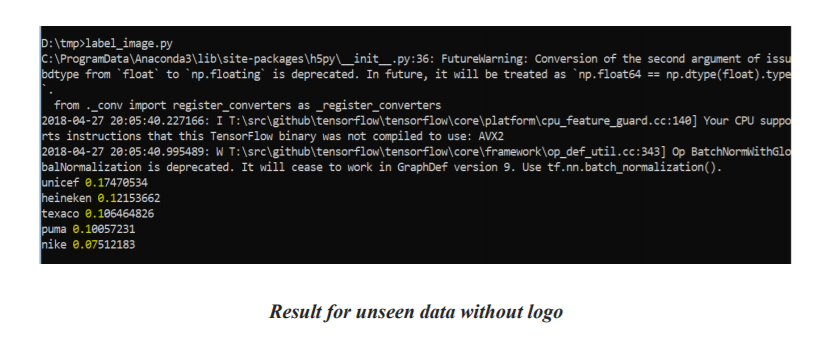 D:\tmp>label_image.py
C:\ProgramData\Anaconda3\lib\site-packages\h5py\__init__.py:36: FutureWarning: Conversion of the second argument of issu
bdtype from `float` to `np.floating` is deprecated. In future, it will be treated as `np.float64 == np.dtype(float).type
`.
  from ._conv import register_converters as _register_converters
2018-04-27 20:05:40.227166: I T:\src\github\tensorflow\tensorflow\core\platform\cpu_feature_guard.cc:140] Your CPU suppo
rts instructions that this TensorFlow binary was not compiled to use: AVX2
2018-04-27 20:05:40.995489: W T:\src\github\tensorflow\tensorflow\core\framework\op_def_util.cc:343] Op BatchNormWithGlo
balNormalization is deprecated. It will cease to work in GraphDef version 9. Use tf.nn.batch_normalization().
unicef 0.17470534
heineken 0.12153662
texaco 0.106464826
puma 0.10057231
nike 0.07512183
Result for unseen data without logo